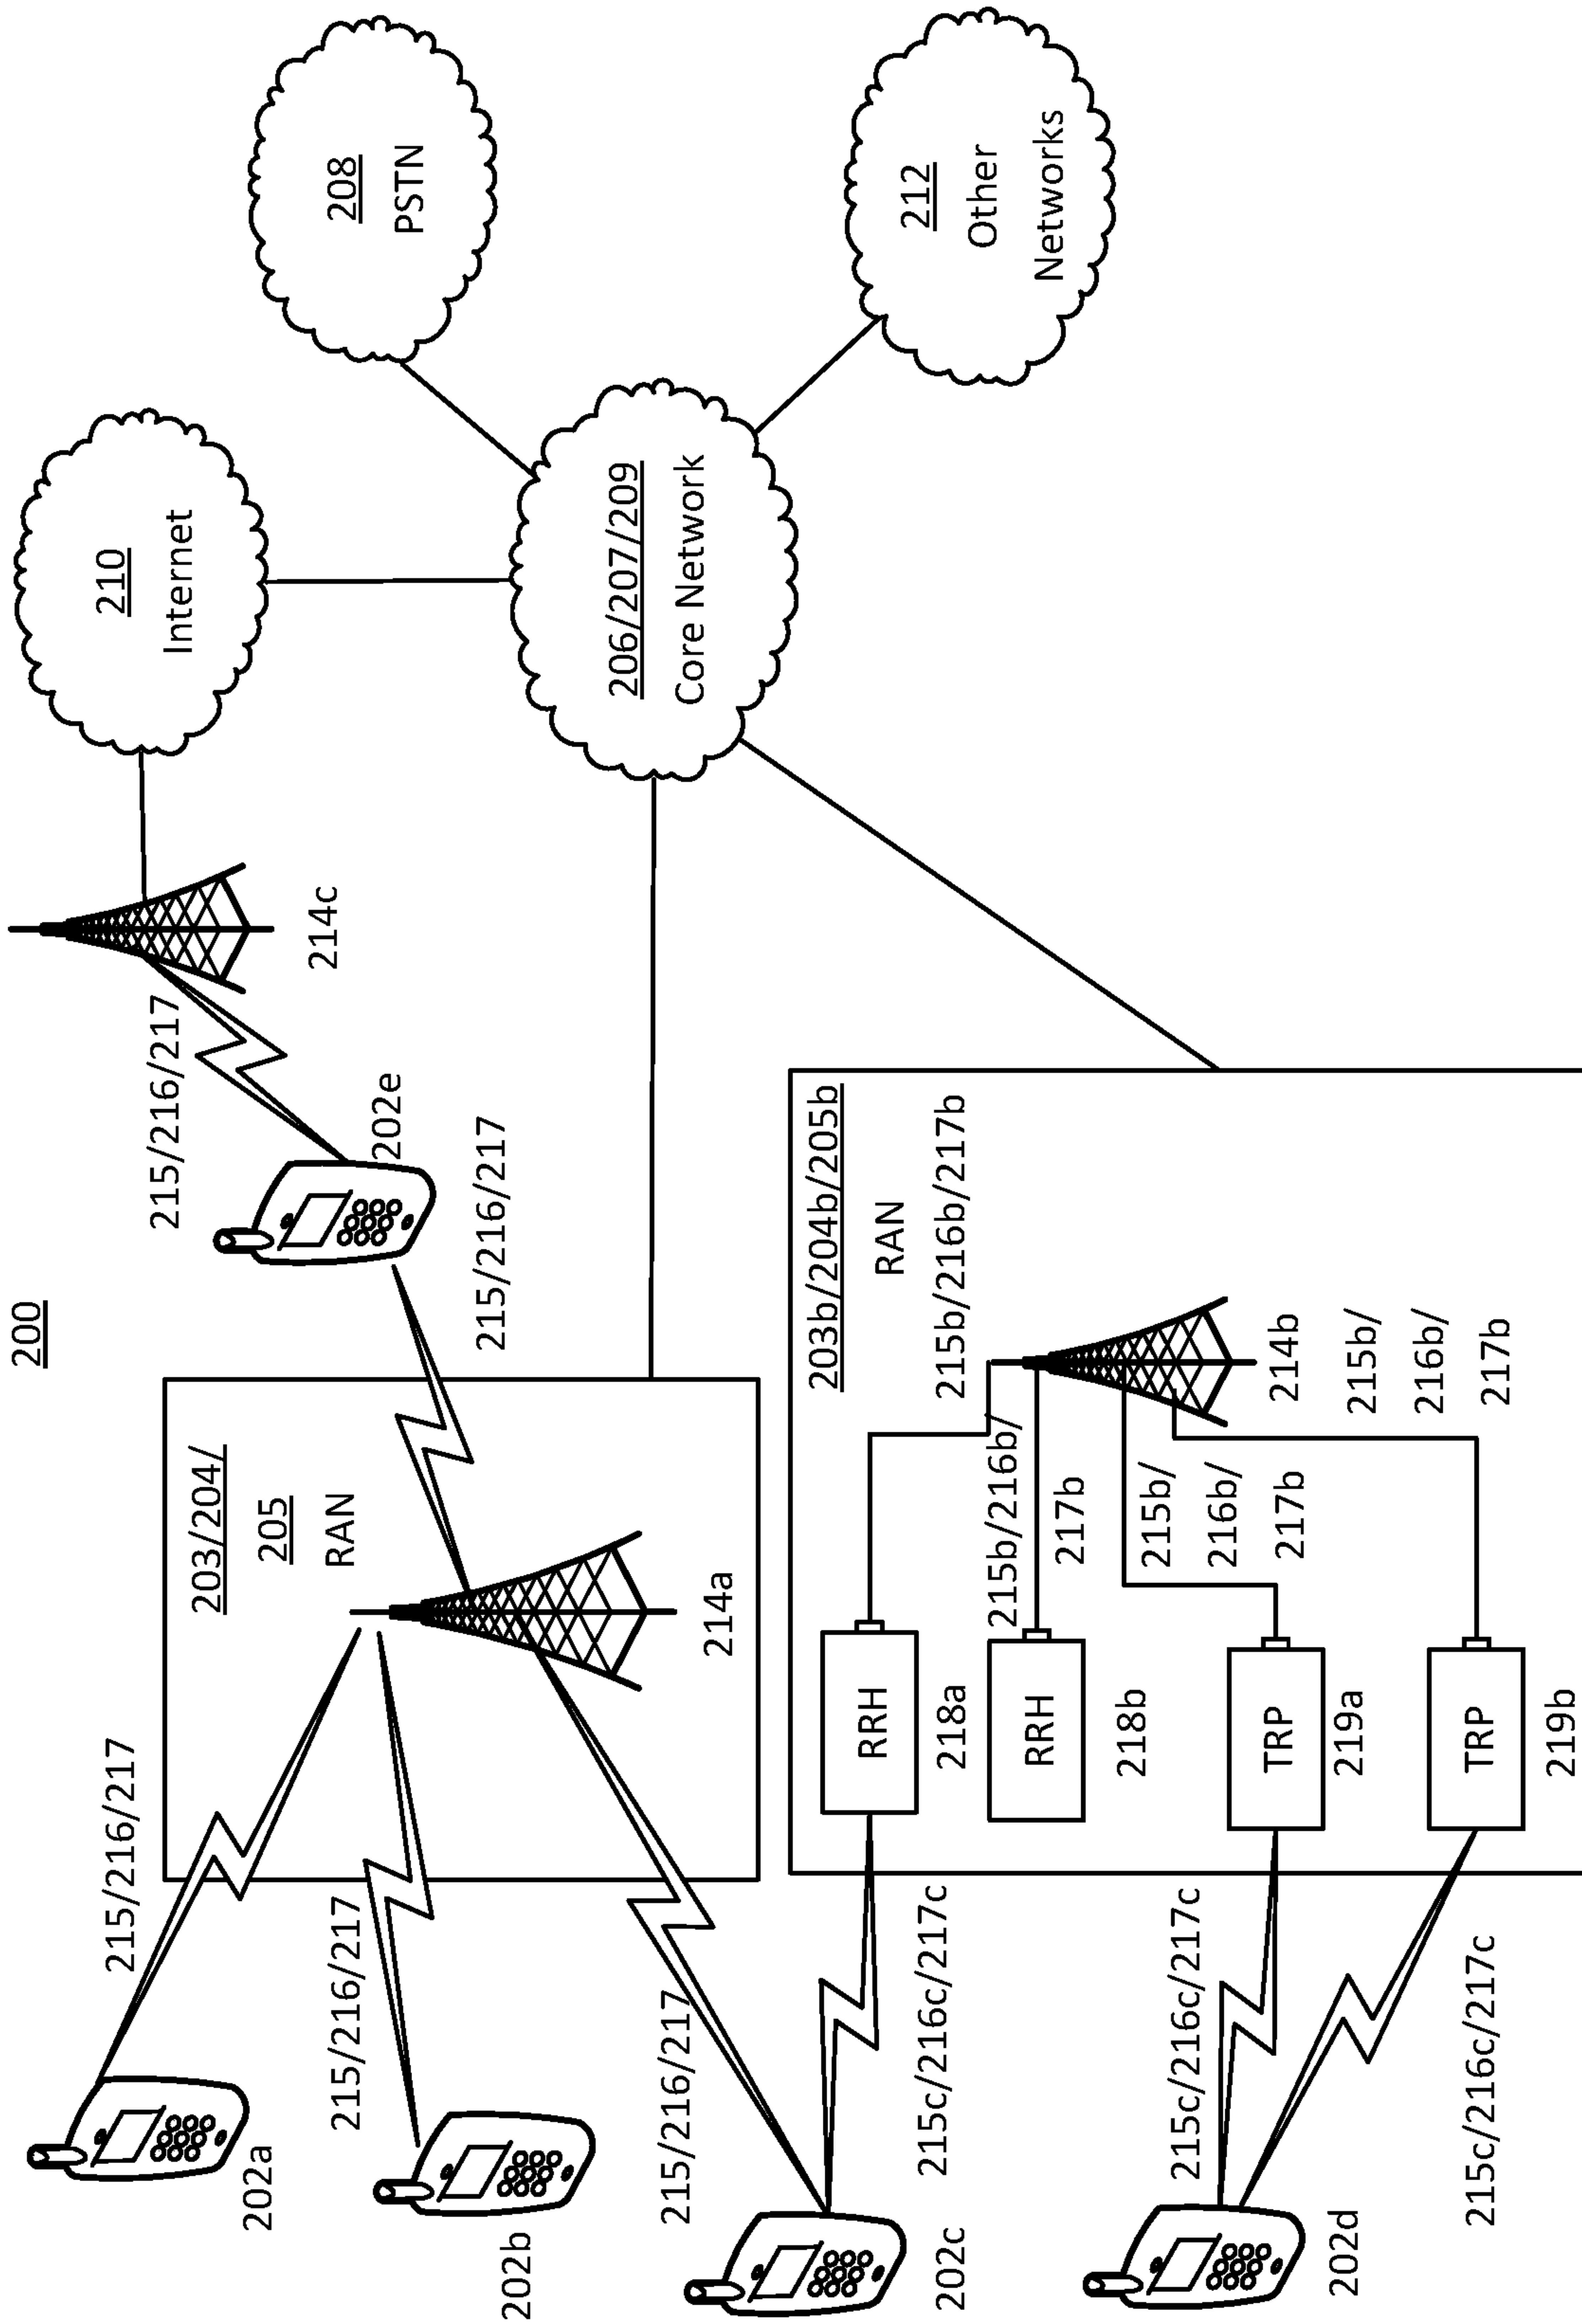 200
202a
215/216/217
202b
215/216/217
203/204/
205
RAN
214a
215/216/217
202e
215/216/217
215/216/217
214c
210
Internet
208
PSTN
206/207/209
Core Network
212
Other
Networks
202c
215/216/217
215c/216c/217c
203b/204b/205b
RAN
215b/216b/217b
RRH
218a
215b/216b/
217b
RRH
218b
214b
215b/
216b/
217b
TRP
219a
215b/
216b/
217b
TRP
219b
202d
215c/216c/217c
215c/216c/217c